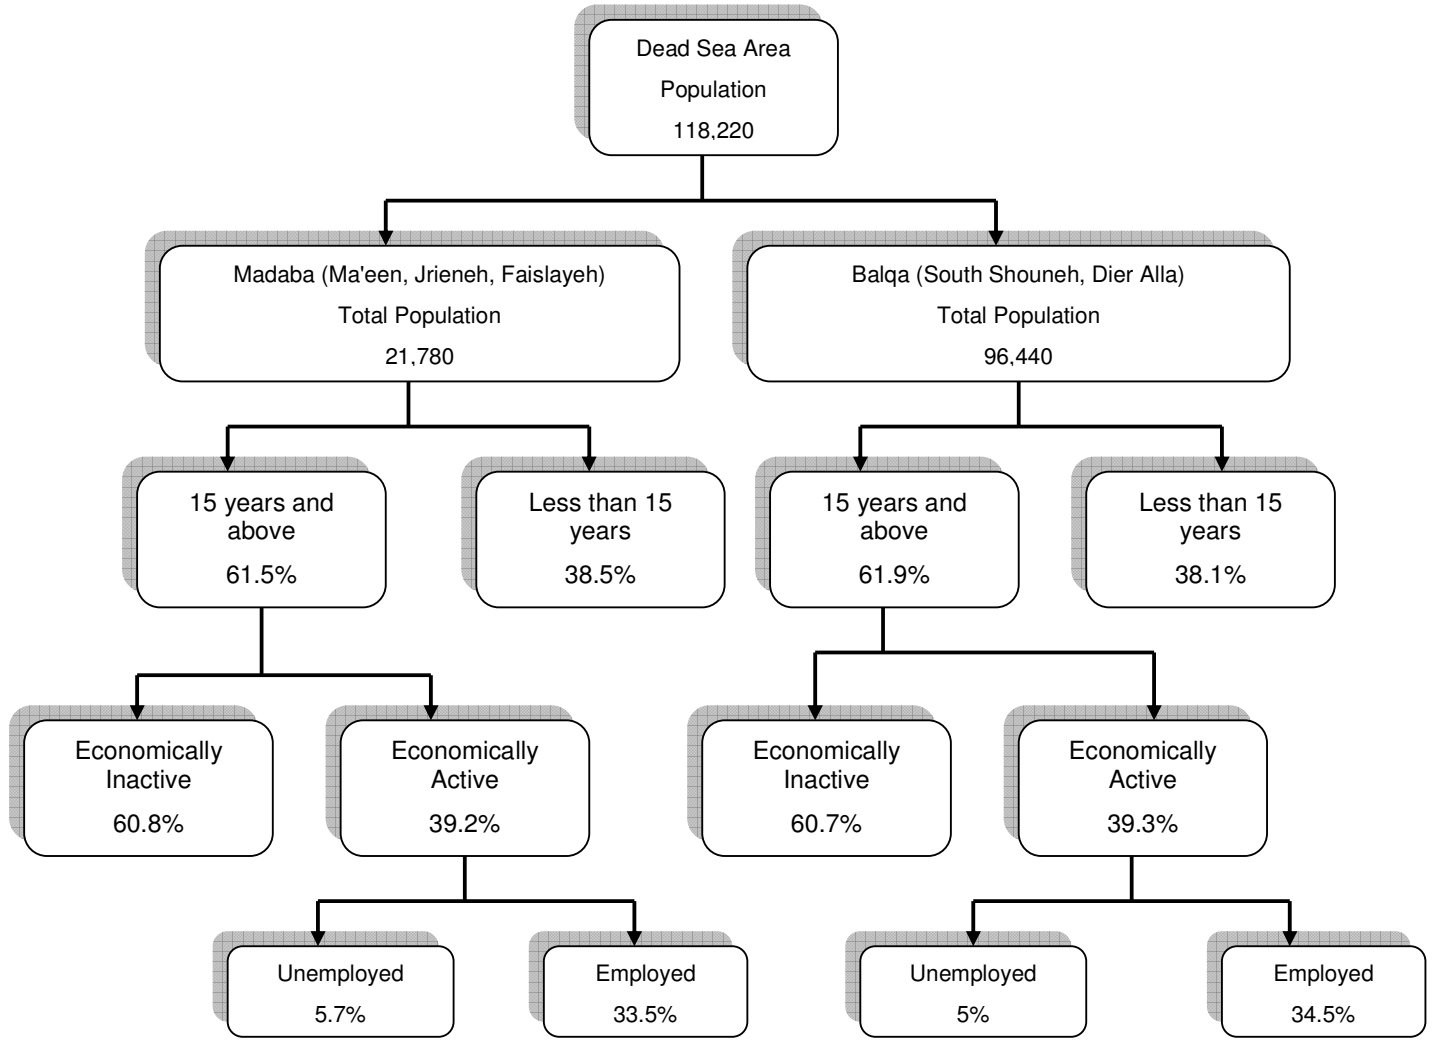 Dead Sea Area
Population
118,220
Madaba (Ma'een, Jrieneh, Faislayeh)
Total Population
21,780
Balqa (South Shouneh, Dier Alla)
Total Population
96,440
15 years and
above
61.5%
Less than 15
years
38.5%
15 years and
above
61.9%
Less than 15
years
38.1%
Economically
Inactive
60.8%
Economically
Active
39.2%
Economically
Inactive
60.7%
Economically
Active
39.3%
Unemployed
5.7%
Employed
33.5%
Unemployed
5%
Employed
34.5%